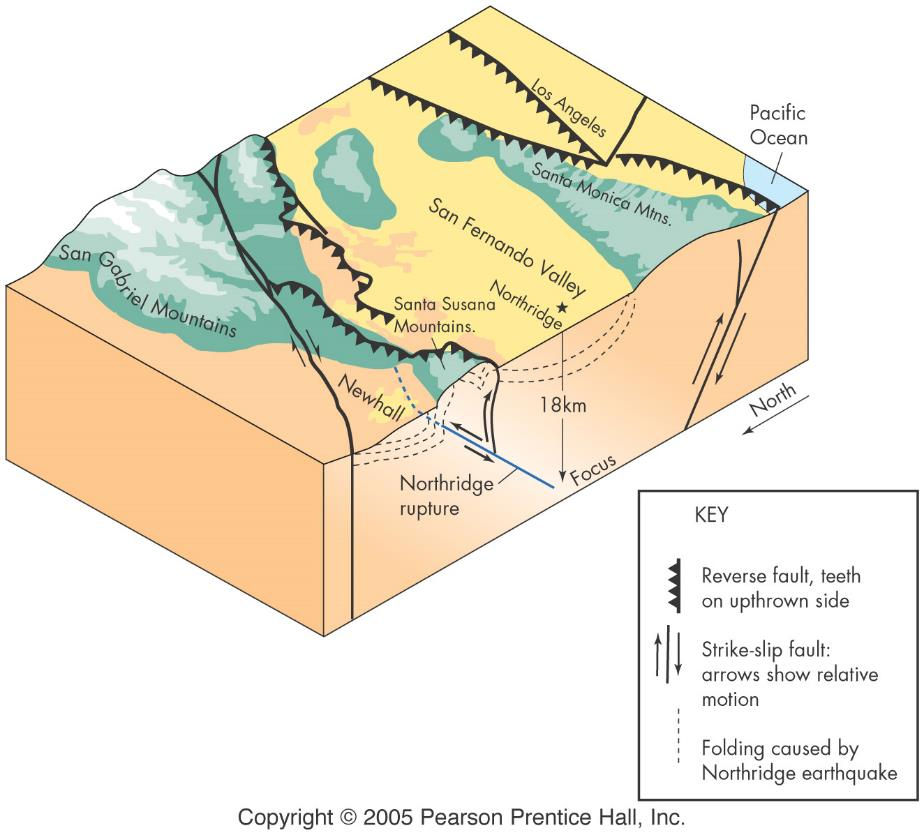 Los Angeles
Pacific
Ocean
Santa Monica Mtns.
San Fernando Valley
San Gabriel Mountains
Northridge
Santa Susana
Mountains.
Newhall
18km
North
Focus
Northridge
rupture
KEY
Reverse fault, teeth
on upthrown side
Strike-slip fault:
arrows show relative
motion
Folding caused by
Northridge earthquake
Copyright © 2005 Pearson Prentice Hall, Inc.